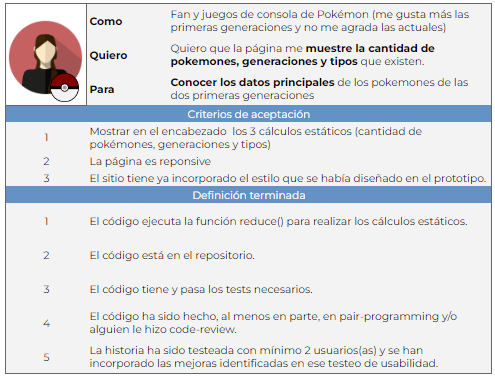 Como
Fan y juegos de consola de Pokémon (me gusta más las
primeras generaciones y no me agrada las actuales)
Quiero
Quiero que la página me muestre la cantidad de
pokemones, generaciones y tipos que existen.
Para
Conocer los datos principales de los pokemones de las
dos primeras generaciones
Criterios de aceptación
1
Mostrar en el encabezado los 3 cálculos estáticos (cantidad de
pokémones, generaciones y tipos)
2
La página es reponsive
3
El sitio tiene ya incorporado el estilo que se había diseñado en el prototipo.
Definición terminada
1
El código ejecuta la función reduce() para realizar los cálculos estáticos.
2
El código está en el repositorio.
3
El código tiene y pasa los tests necesarios.
4
El código ha sido hecho, al menos en parte, en pair-programming y/o
alguien le hizo code-review.
5
La historia ha sido testeada con mínimo 2 usuarios(as) y se han
incorporado las mejoras identificadas en ese testeo de usabilidad.